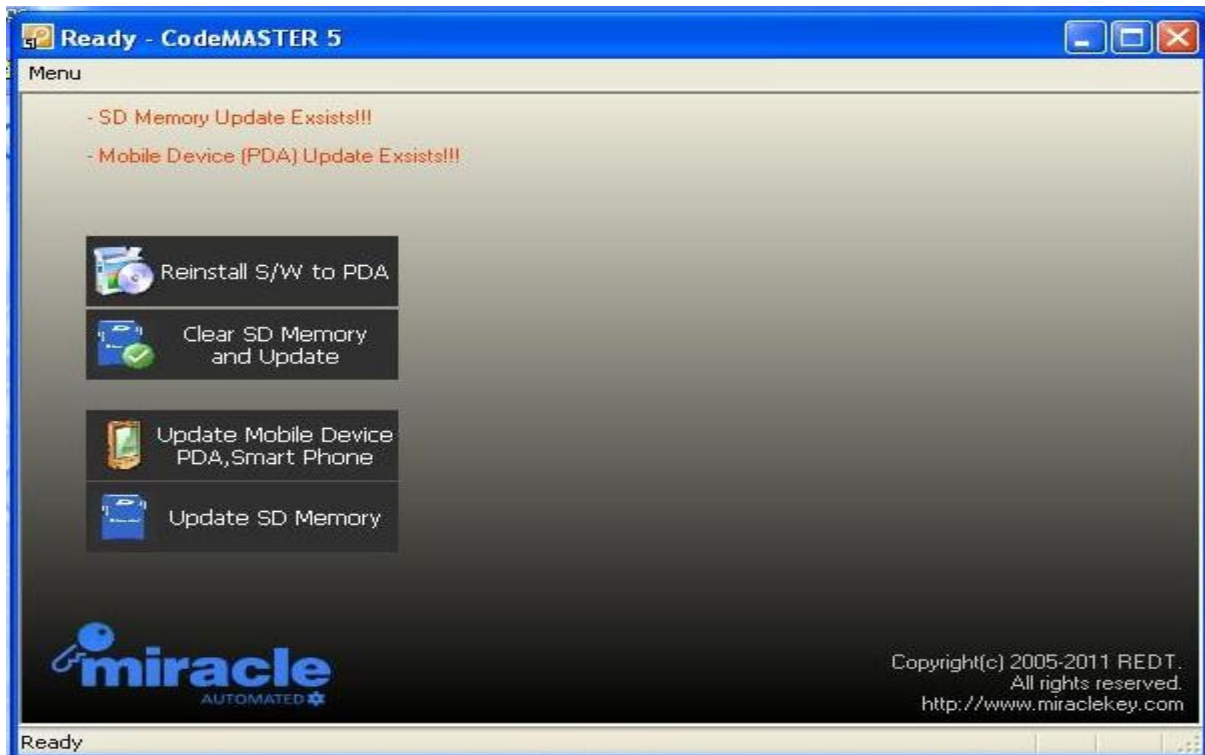 Ready - CodeMASTER 5
Menu
- SD Memory Update Exsists!!!
- Mobile Device (PDA) Update Exsists!!!
Reinstall S/W to PDA
Clear SD Memory
and Update
Update Mobile Device
PDA,Smart Phone
Update SD Memory
miracle
AUTOMATED
Copyright(c) 2005-2011 REDT.
All rights reserved.
http://www.miraclekey.com
Ready